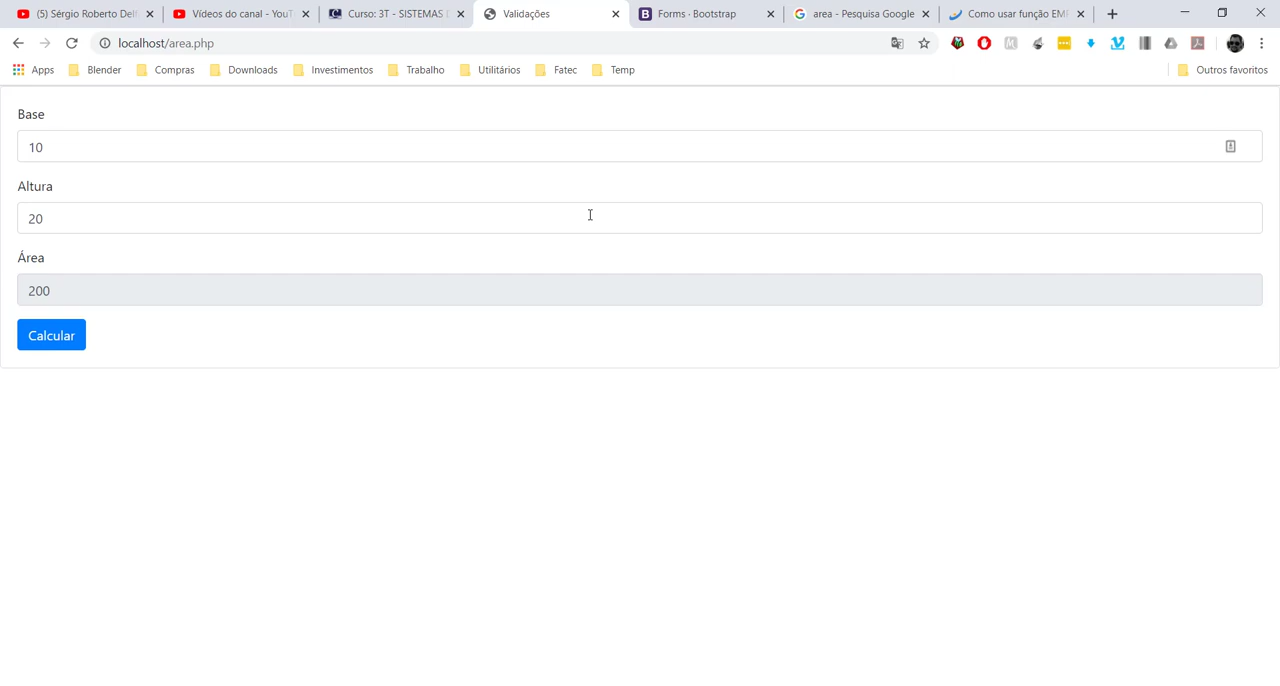 (5) Sérgio Roberto Delf
Vídeos do canal - YouT
Curso: 3T - SISTEMAS D
Validações
Forms · Bootstrap
area - Pesquisa Google
Como usar função EMP
localhost/area.php
Apps
Blender
Compras
Downloads
Investimentos
Trabalho
Utilitários
Fatec
Temp
Outros favoritos
Base
10
Altura
20
Área
200
Calcular